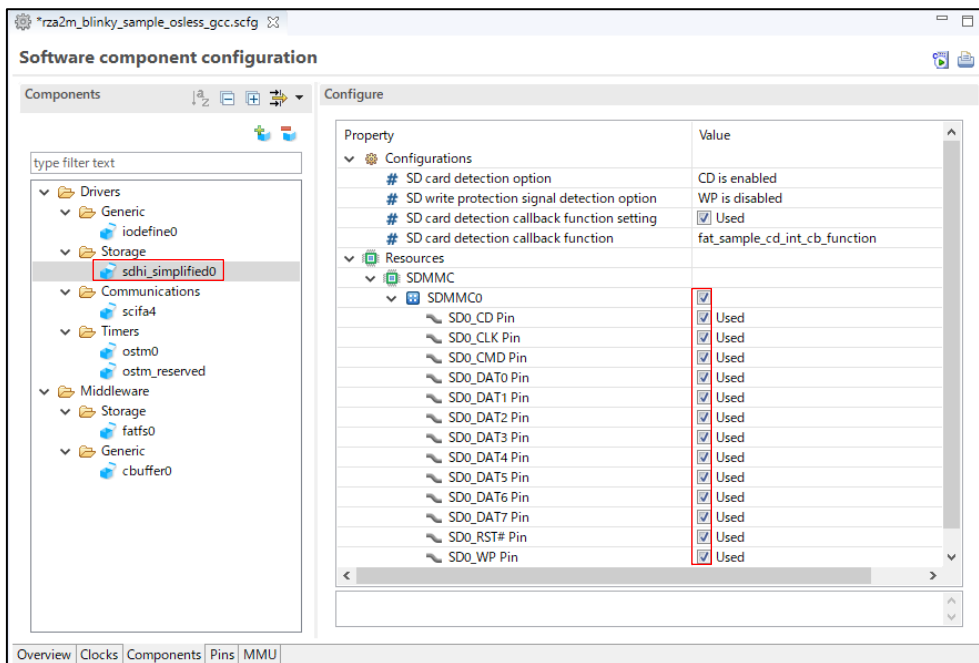 *rza2m_blinky_sample_osless_gcc.scfg
Software component configuration
Components
Configure
type filter text
Drivers
Generic
iodefine0
Storage
sdhi_simplified0
Communications
scifa4
Timers
ostm0
ostm_reserved
Middleware
Storage
fatfs0
Generic
cbuffer0
Property Value
Configurations
# SD card detection option CD is enabled
# SD write protection signal detection option WP is disabled
# SD card detection callback function setting Used
# SD card detection callback function fat_sample_cd_int_cb_function
Resources
SDMMC
SDMMC0
SD0_CD Pin Used
SD0_CLK Pin Used
SD0_CMD Pin Used
SD0_DAT0 Pin Used
SD0_DAT1 Pin Used
SD0_DAT2 Pin Used
SD0_DAT3 Pin Used
SD0_DAT4 Pin Used
SD0_DAT5 Pin Used
SD0_DAT6 Pin Used
SD0_DAT7 Pin Used
SD0_RST# Pin Used
SD0_WP Pin Used
Overview Clocks Components Pins MMU